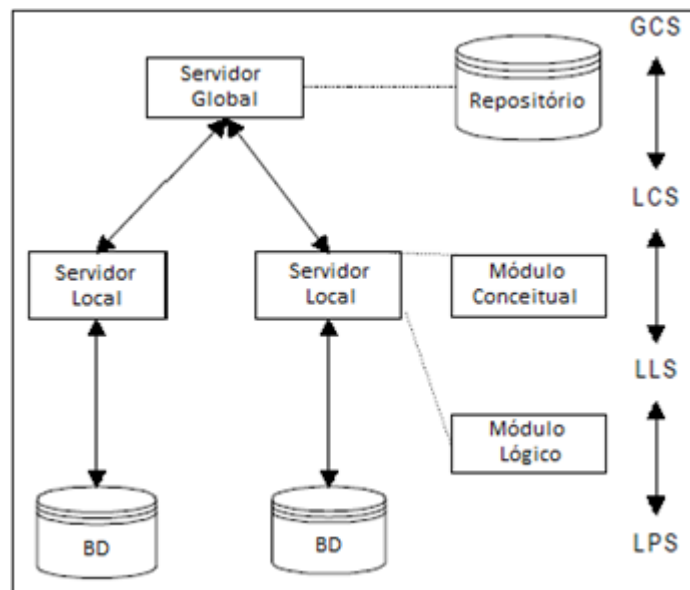 GCS
Servidor
Global
Repositório
LCS
Servidor
Local
Servidor
Local
Módulo
Conceitual
LLS
Módulo
Lógico
BD
BD
LPS